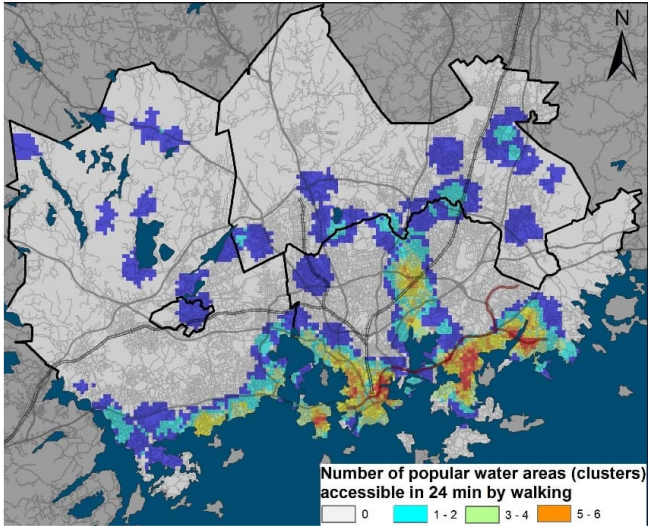 N
Number of popular water areas (clusters)
accessible in 24 min by walking
0 1 - 2 3 - 4 5 - 6